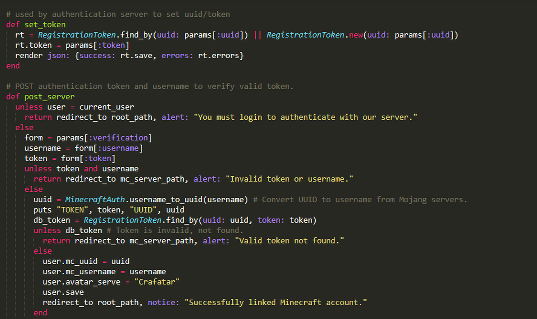 # used by authentication server to set uuid/token
def set_token
rt = RegistrationToken.find_by(uuid: params[:uuid]) || RegistrationToken.new(uuid: params[:uuid])
rt.token = params[:token]
render json: {success: rt.save, errors: rt.errors}
end
# POST authentication token and username to verify valid token.
def post_server
unless user = current_user
return redirect_to root_path, alert: "You must login to authenticate with our server."
else
form = params[:verification]
username = form[:username]
token = form[:token]
unless token and username
return redirect_to mc_server_path, alert: "Invalid token or username."
else
uuid = MinecraftAuth.username_to_uuid(username) # Convert UUID to username from Mojang servers.
puts "TOKEN", token, "UUID", uuid
db_token = RegistrationToken.find_by(uuid: uuid, token: token)
unless db_token # Token is invalid, not found.
return redirect_to mc_server_path, alert: "Valid token not found."
else
user.mc_uuid = uuid
user.mc_username = username
user.avatar_serve = "Crafatar"
user.save
redirect_to root_path, notice: "Successfully linked Minecraft account."
end